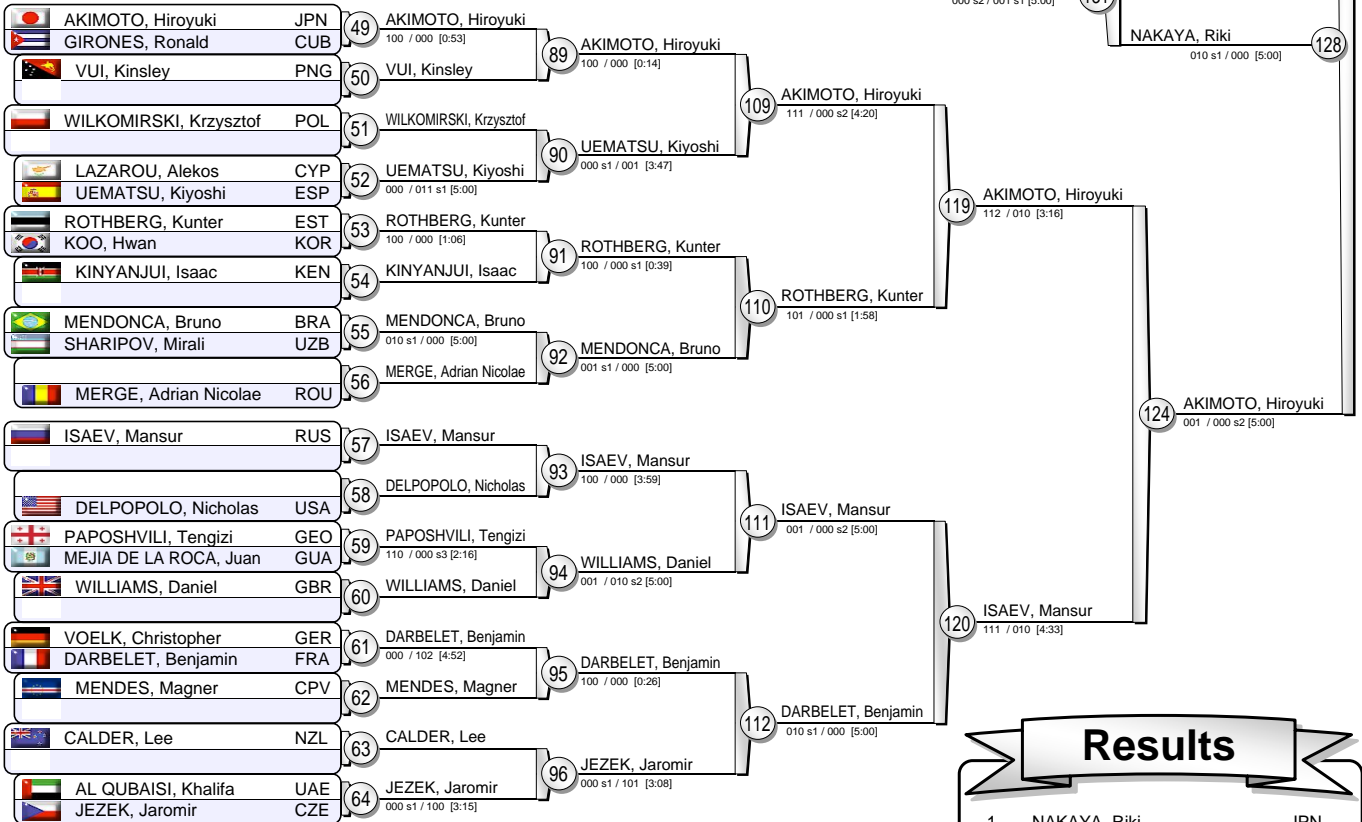 000 s2 / 001 s1 [5:00]
NAKAYA, Riki
010 s1 / 000 [5:00]
128
AKIMOTO, Hiroyuki JPN
GIRONES, Ronald CUB
49
AKIMOTO, Hiroyuki
100 / 000 [0:53]
VUI, Kinsley PNG
50
VUI, Kinsley
89
AKIMOTO, Hiroyuki
100 / 000 [0:14]
WILKOMIRSKI, Krzysztof POL
51
WILKOMIRSKI, Krzysztof
LAZAROU, Alekos CYP
UEMATSU, Kiyoshi ESP
52
UEMATSU, Kiyoshi
000 / 011 s1 [5:00]
90
UEMATSU, Kiyoshi
000 s1 / 001 [3:47]
109
AKIMOTO, Hiroyuki
111 / 000 s2 [4:20]
ROTHBERG, Kunter EST
KOO, Hwan KOR
53
ROTHBERG, Kunter
100 / 000 [1:06]
KINYANJUI, Isaac KEN
54
KINYANJUI, Isaac
91
ROTHBERG, Kunter
100 / 000 s1 [0:39]
MENDONCA, Bruno BRA
SHARIPOV, Mirali UZB
55
MENDONCA, Bruno
010 s1 / 000 [5:00]
MERGE, Adrian Nicolae ROU
56
MERGE, Adrian Nicolae
92
MENDONCA, Bruno
001 s1 / 000 [5:00]
110
ROTHBERG, Kunter
101 / 000 s1 [1:58]
119
AKIMOTO, Hiroyuki
112 / 010 [3:16]
ISAEV, Mansur RUS
57
ISAEV, Mansur
DELPOPOLO, Nicholas USA
58
DELPOPOLO, Nicholas
93
ISAEV, Mansur
100 / 000 [3:59]
PAPOSHVILI, Tengizi GEO
MEJIA DE LA ROCA, Juan GUA
59
PAPOSHVILI, Tengizi
110 / 000 s3 [2:16]
WILLIAMS, Daniel GBR
60
WILLIAMS, Daniel
94
WILLIAMS, Daniel
001 / 010 s2 [5:00]
111
ISAEV, Mansur
001 / 000 s2 [5:00]
VOELK, Christopher GER
DARBELET, Benjamin FRA
61
DARBELET, Benjamin
000 / 102 [4:52]
MENDES, Magner CPV
62
MENDES, Magner
95
DARBELET, Benjamin
100 / 000 [0:26]
CALDER, Lee NZL
63
CALDER, Lee
AL QUBAISI, Khalifa UAE
JEZEK, Jaromir CZE
64
JEZEK, Jaromir
000 s1 / 100 [3:15]
96
JEZEK, Jaromir
000 s1 / 101 [3:08]
112
DARBELET, Benjamin
010 s1 / 000 [5:00]
120
ISAEV, Mansur
111 / 010 [4:33]
124
AKIMOTO, Hiroyuki
001 / 000 s2 [5:00]
Results
1 NAKAYA, Riki JPN